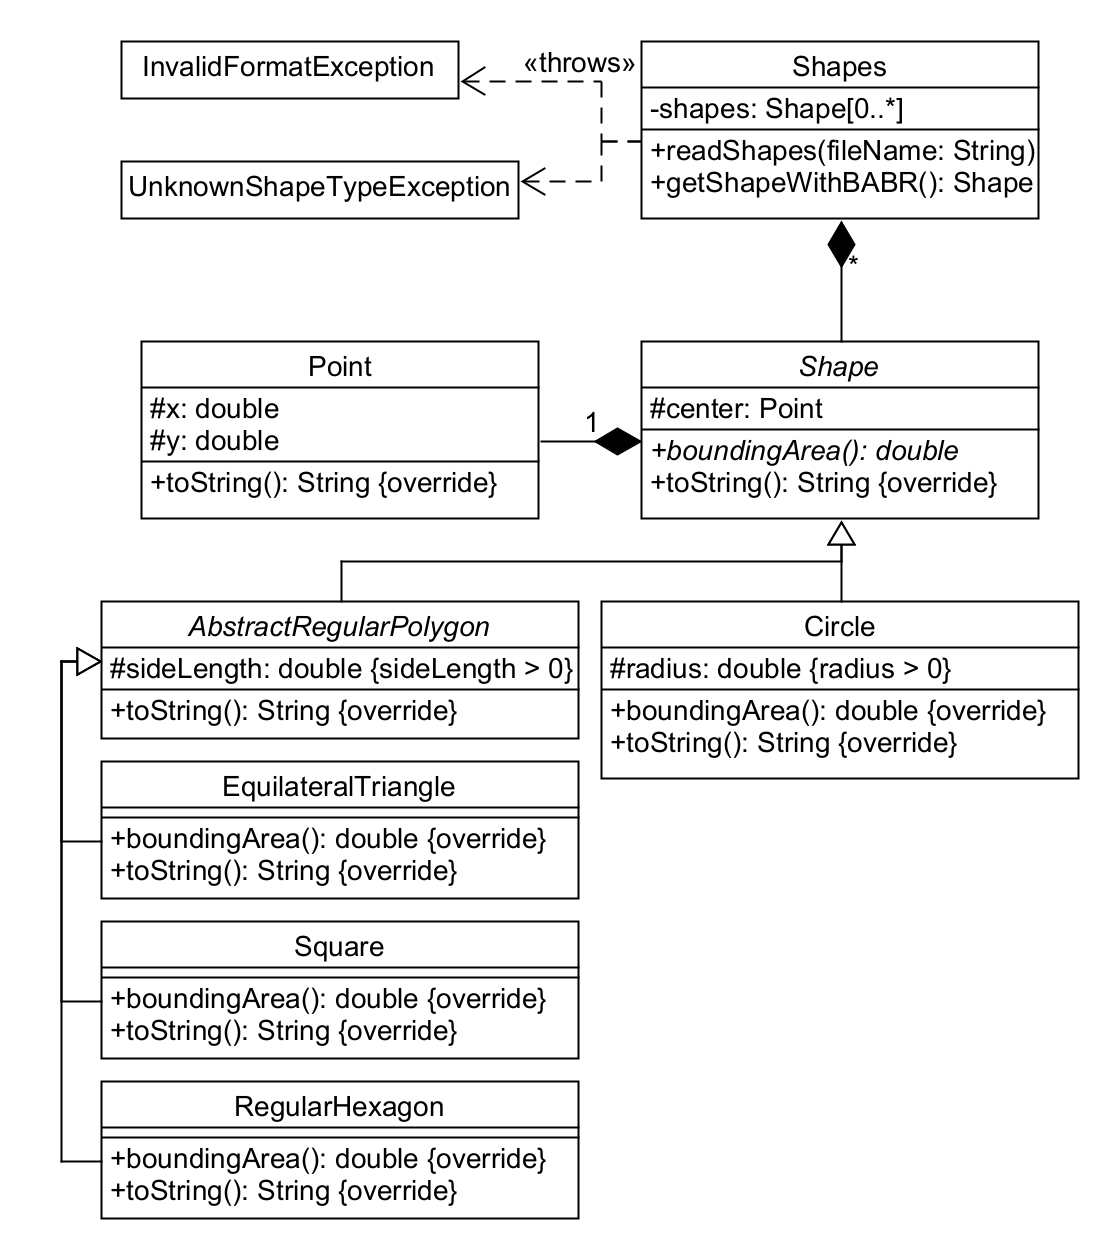 InvalidFormatException
«throws»
Shapes
-shapes: Shape[0..*]
+readShapes(fileName: String)
+getShapeWithBABR(): Shape
UnknownShapeTypeException
*
Point
#x: double
#y: double
+toString(): String {override}
1
Shape
#center: Point
+boundingArea(): double
+toString(): String {override}
AbstractRegularPolygon
#sideLength: double {sideLength > 0}
+toString(): String {override}
Circle
#radius: double {radius > 0}
+boundingArea(): double {override}
+toString(): String {override}
EquilateralTriangle
+boundingArea(): double {override}
+toString(): String {override}
Square
+boundingArea(): double {override}
+toString(): String {override}
RegularHexagon
+boundingArea(): double {override}
+toString(): String {override}